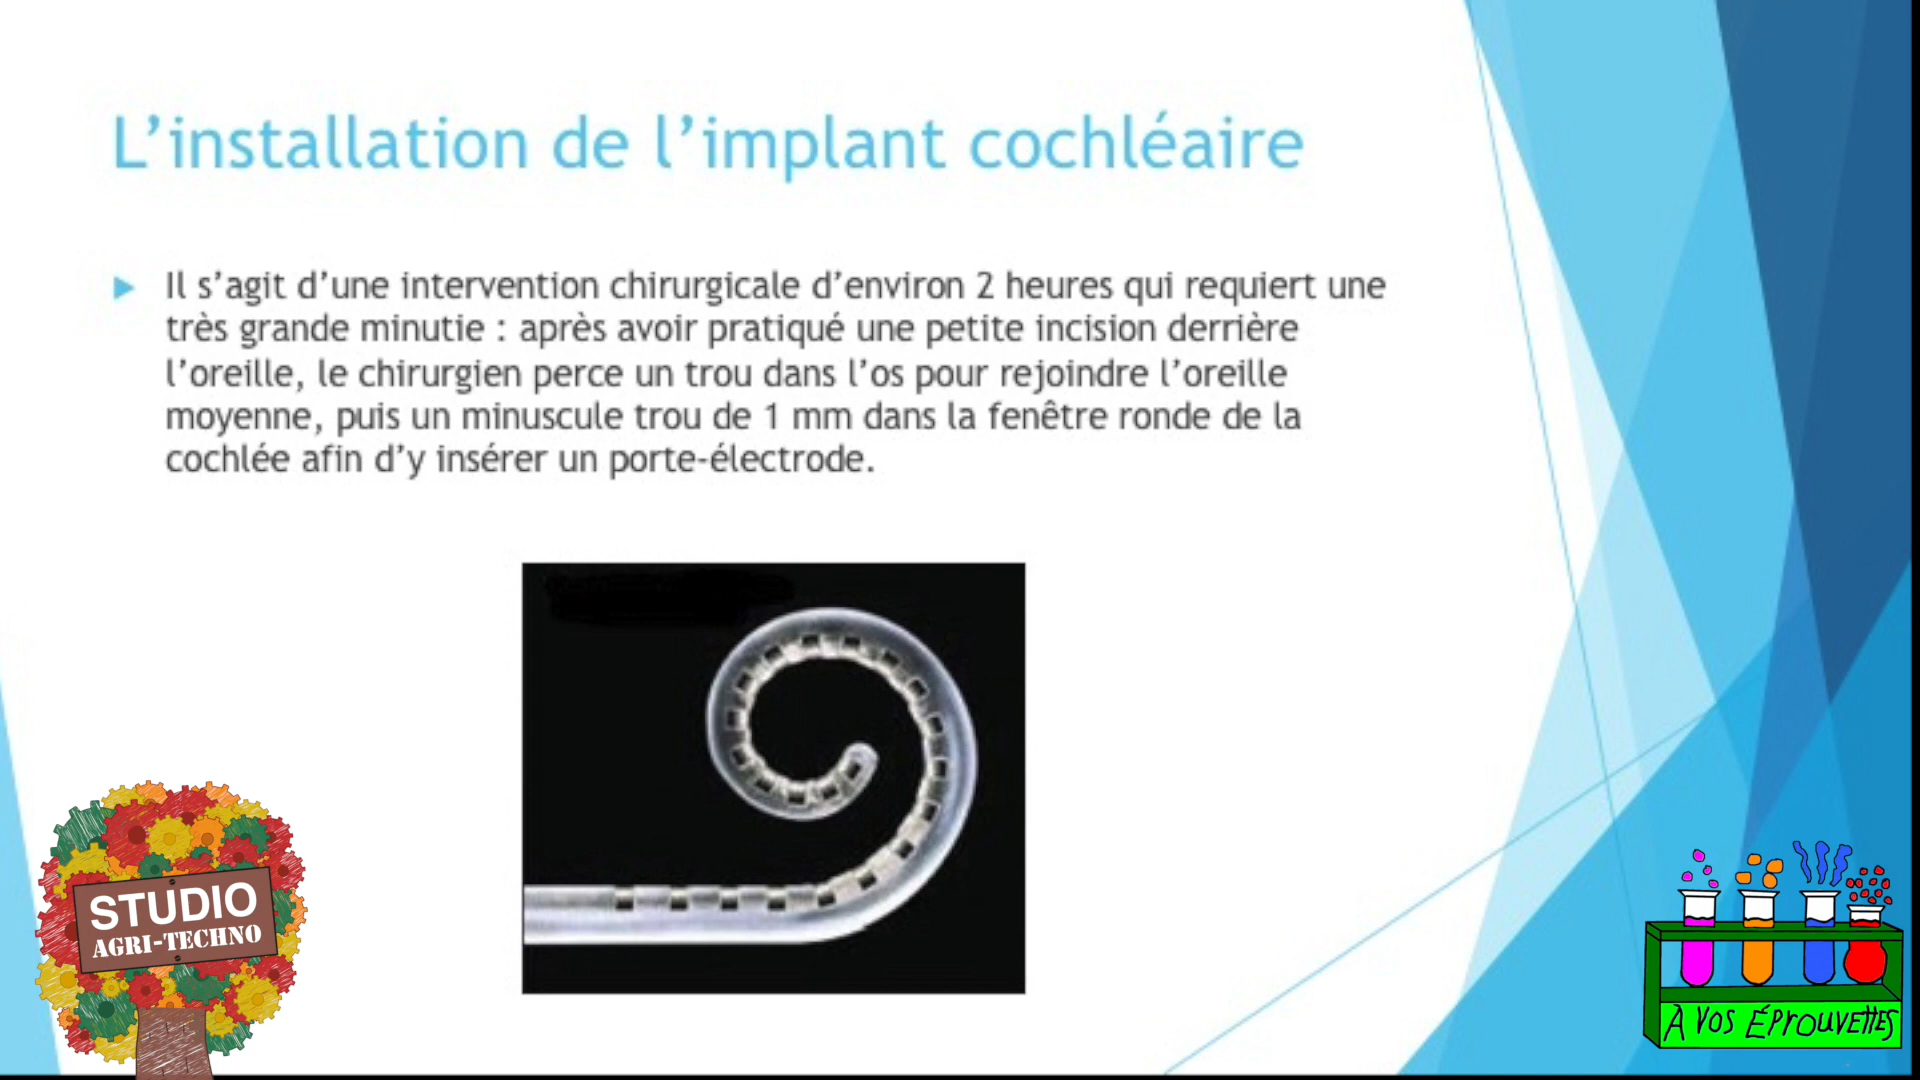 L’installation de l’implant cochléaire
Il s’agit d’une intervention chirurgicale d’environ 2 heures qui requiert une
très grande minutie : après avoir pratiqué une petite incision derrière
l’oreille, le chirurgien perce un trou dans l’os pour rejoindre l’oreille
moyenne, puis un minuscule trou de 1 mm dans la fenêtre ronde de la
cochlée afin d’y insérer un porte-électrode.
STUDIO
AGRI-TECHNO
A VOS ÉPrOUVEttES